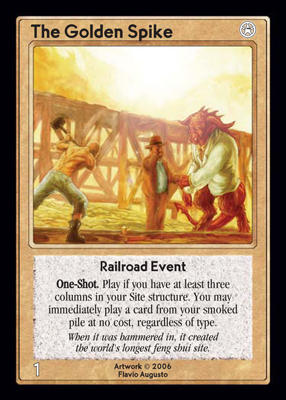 The Golden Spike
Railroad Event
One-Shot. Play if you have at least three
columns in your Site structure. You may
immediately play a card from your smoked
pile at no cost, regardless of type.
When it was hammered in, it created
the world's longest feng shui site.
1
Artwork © 2006
Flavio Augusto